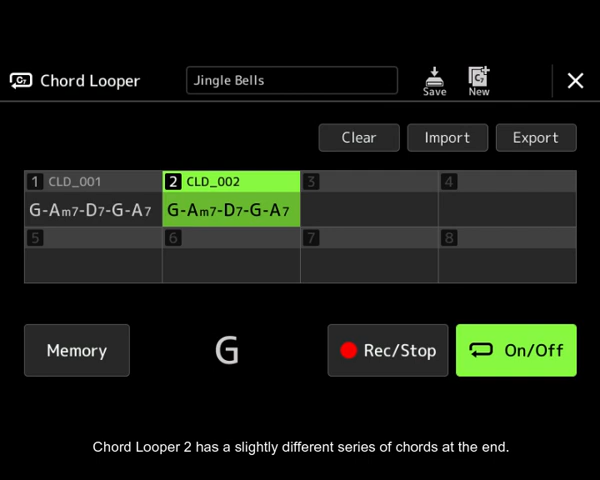 C7 Chord Looper
Jingle Bells
Save
C7 New
Clear
Import
Export
1 CLD_001
2 CLD_002
3
4
G-Am7-D7-G-A7
G-Am7-D7-G-A7
5
6
7
8
Memory
G
Rec/Stop
On/Off
Chord Looper 2 has a slightly different series of chords at the end.